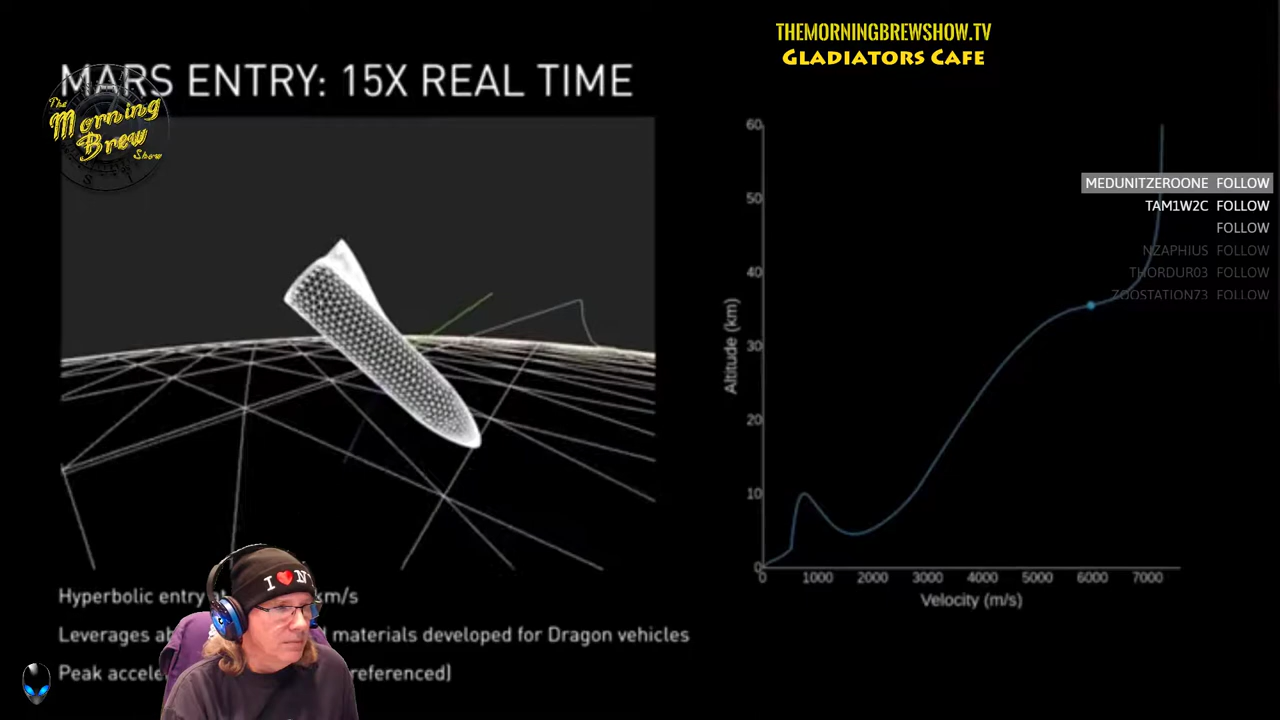 THEMORNINGBREWSHOW.TV
GLADIATORS CAFE
MARS ENTRY: 15X REAL TIME
The
Morning
Brew
Show
60
50
40
30
20
10
0
Altitude (km)
0 1000 2000 3000 4000 5000 6000 7000
Velocity (m/s)
MEDUNITZEROONE FOLLOW
TAM1W2C FOLLOW
FOLLOW
NZAPHIUS FOLLOW
THORDUR03 FOLLOW
ZOOSTATION73 FOLLOW
Hyperbolic entry km/s
Leverages materials developed for Dragon vehicles
Peak referenced)
I ♥